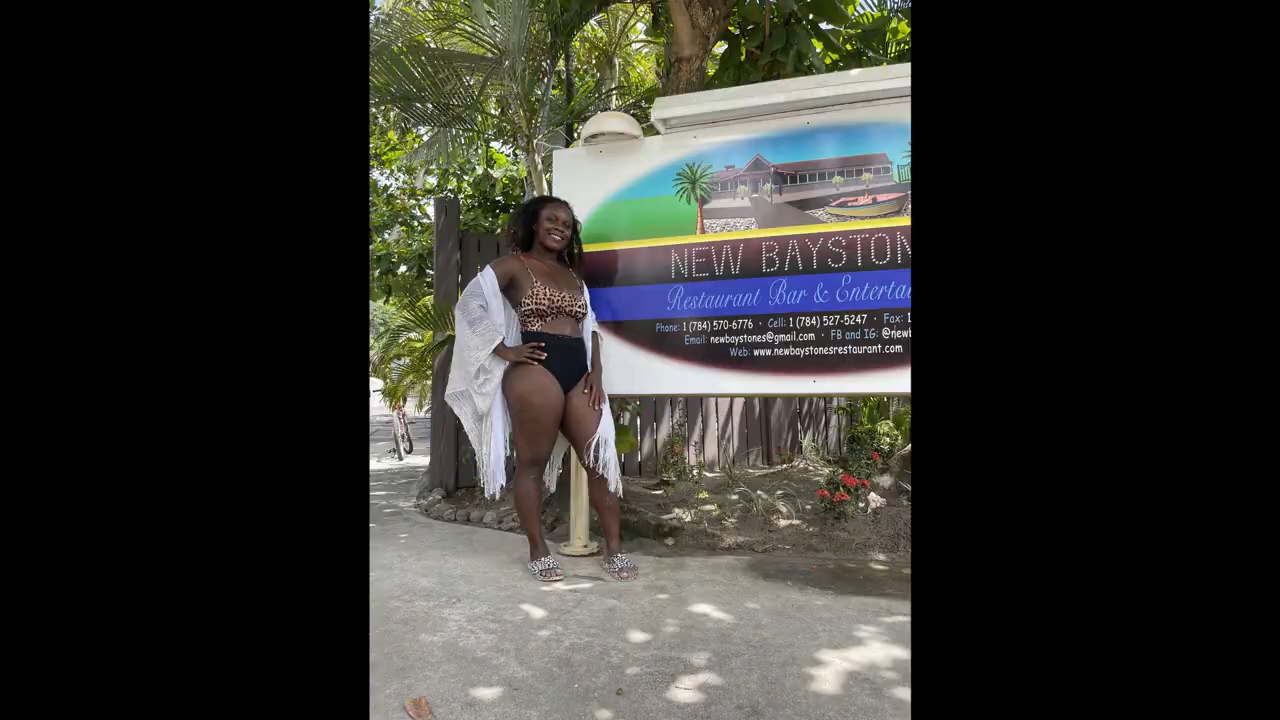 NEW BAYSTON
Restaurant Bar & Enterta
Phone: 1 (784) 570-6776 · Cell: 1 (784) 527-5247 · Fax: 1
Email: newbaystones@gmail.com · FB and IG: @newb
Web: www.newbaystonesrestaurant.com